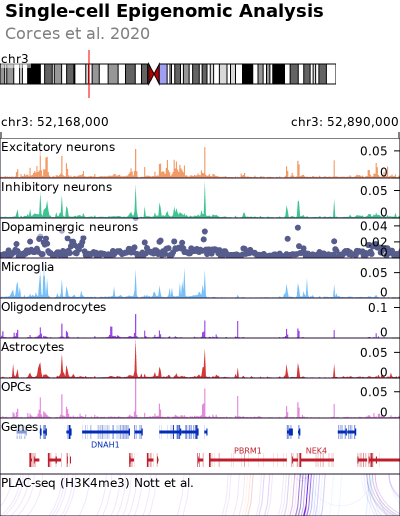 Single-cell Epigenomic Analysis
Corces et al. 2020
chr3
chr3: 52,168,000 chr3: 52,890,000
Excitatory neurons 0.05
0
Inhibitory neurons 0.05
0
Dopaminergic neurons 0.04
0.02
0
Microglia 0.05
0
Oligodendrocytes 0.1
0
Astrocytes 0.05
0
OPCs 0.05
0
Genes
DNAH1
PBRM1 NEK4
PLAC-seq (H3K4me3) Nott et al.